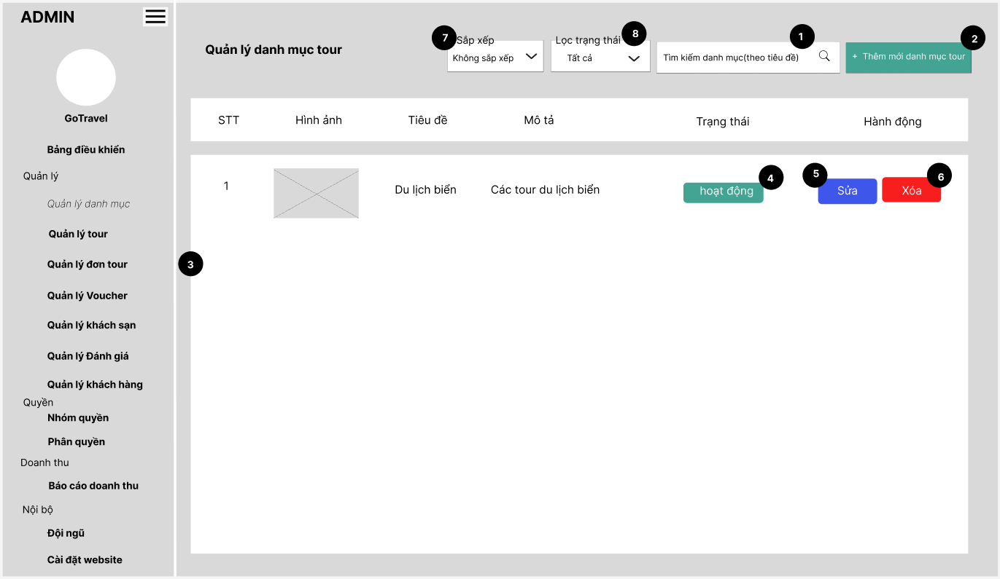 ADMIN
GoTravel
Bảng điều khiển
Quản lý
Quản lý danh mục
Quản lý tour
Quản lý đơn tour
Quản lý Voucher
Quản lý khách sạn
Quản lý Đánh giá
Quản lý khách hàng
Quyền
Nhóm quyền
Phân quyền
Doanh thu
Báo cáo doanh thu
Nội bộ
Đội ngũ
Cài đặt website
Quản lý danh mục tour
7
Sắp xếp
Không sắp xếp
Lọc trạng thái
8
Tất cả
1
Tìm kiếm danh mục(theo tiêu đề)
2
+ Thêm mới danh mục tour
STT Hình ảnh Tiêu đề Mô tả Trạng thái Hành động
1 Du lịch biển Các tour du lịch biển hoạt động 4 5 Sửa Xóa 6
3